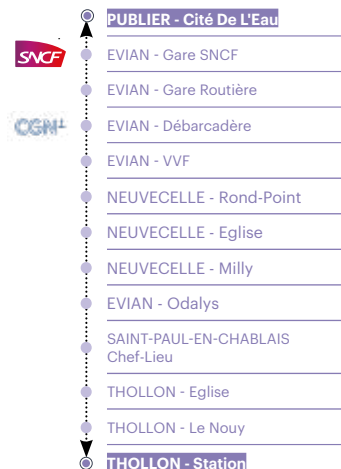 PUBLIER - Cité De L'Eau
SNCF
EVIAN - Gare SNCF
EVIAN - Gare Routière
CGN
EVIAN - Débarcadère
EVIAN - VVF
NEUVECELLE - Rond-Point
NEUVECELLE - Eglise
NEUVECELLE - Milly
EVIAN - Odalys
SAINT-PAUL-EN-CHABLAIS
Chef-Lieu
THOLLON - Eglise
THOLLON - Le Nouy
THOLLON - Station